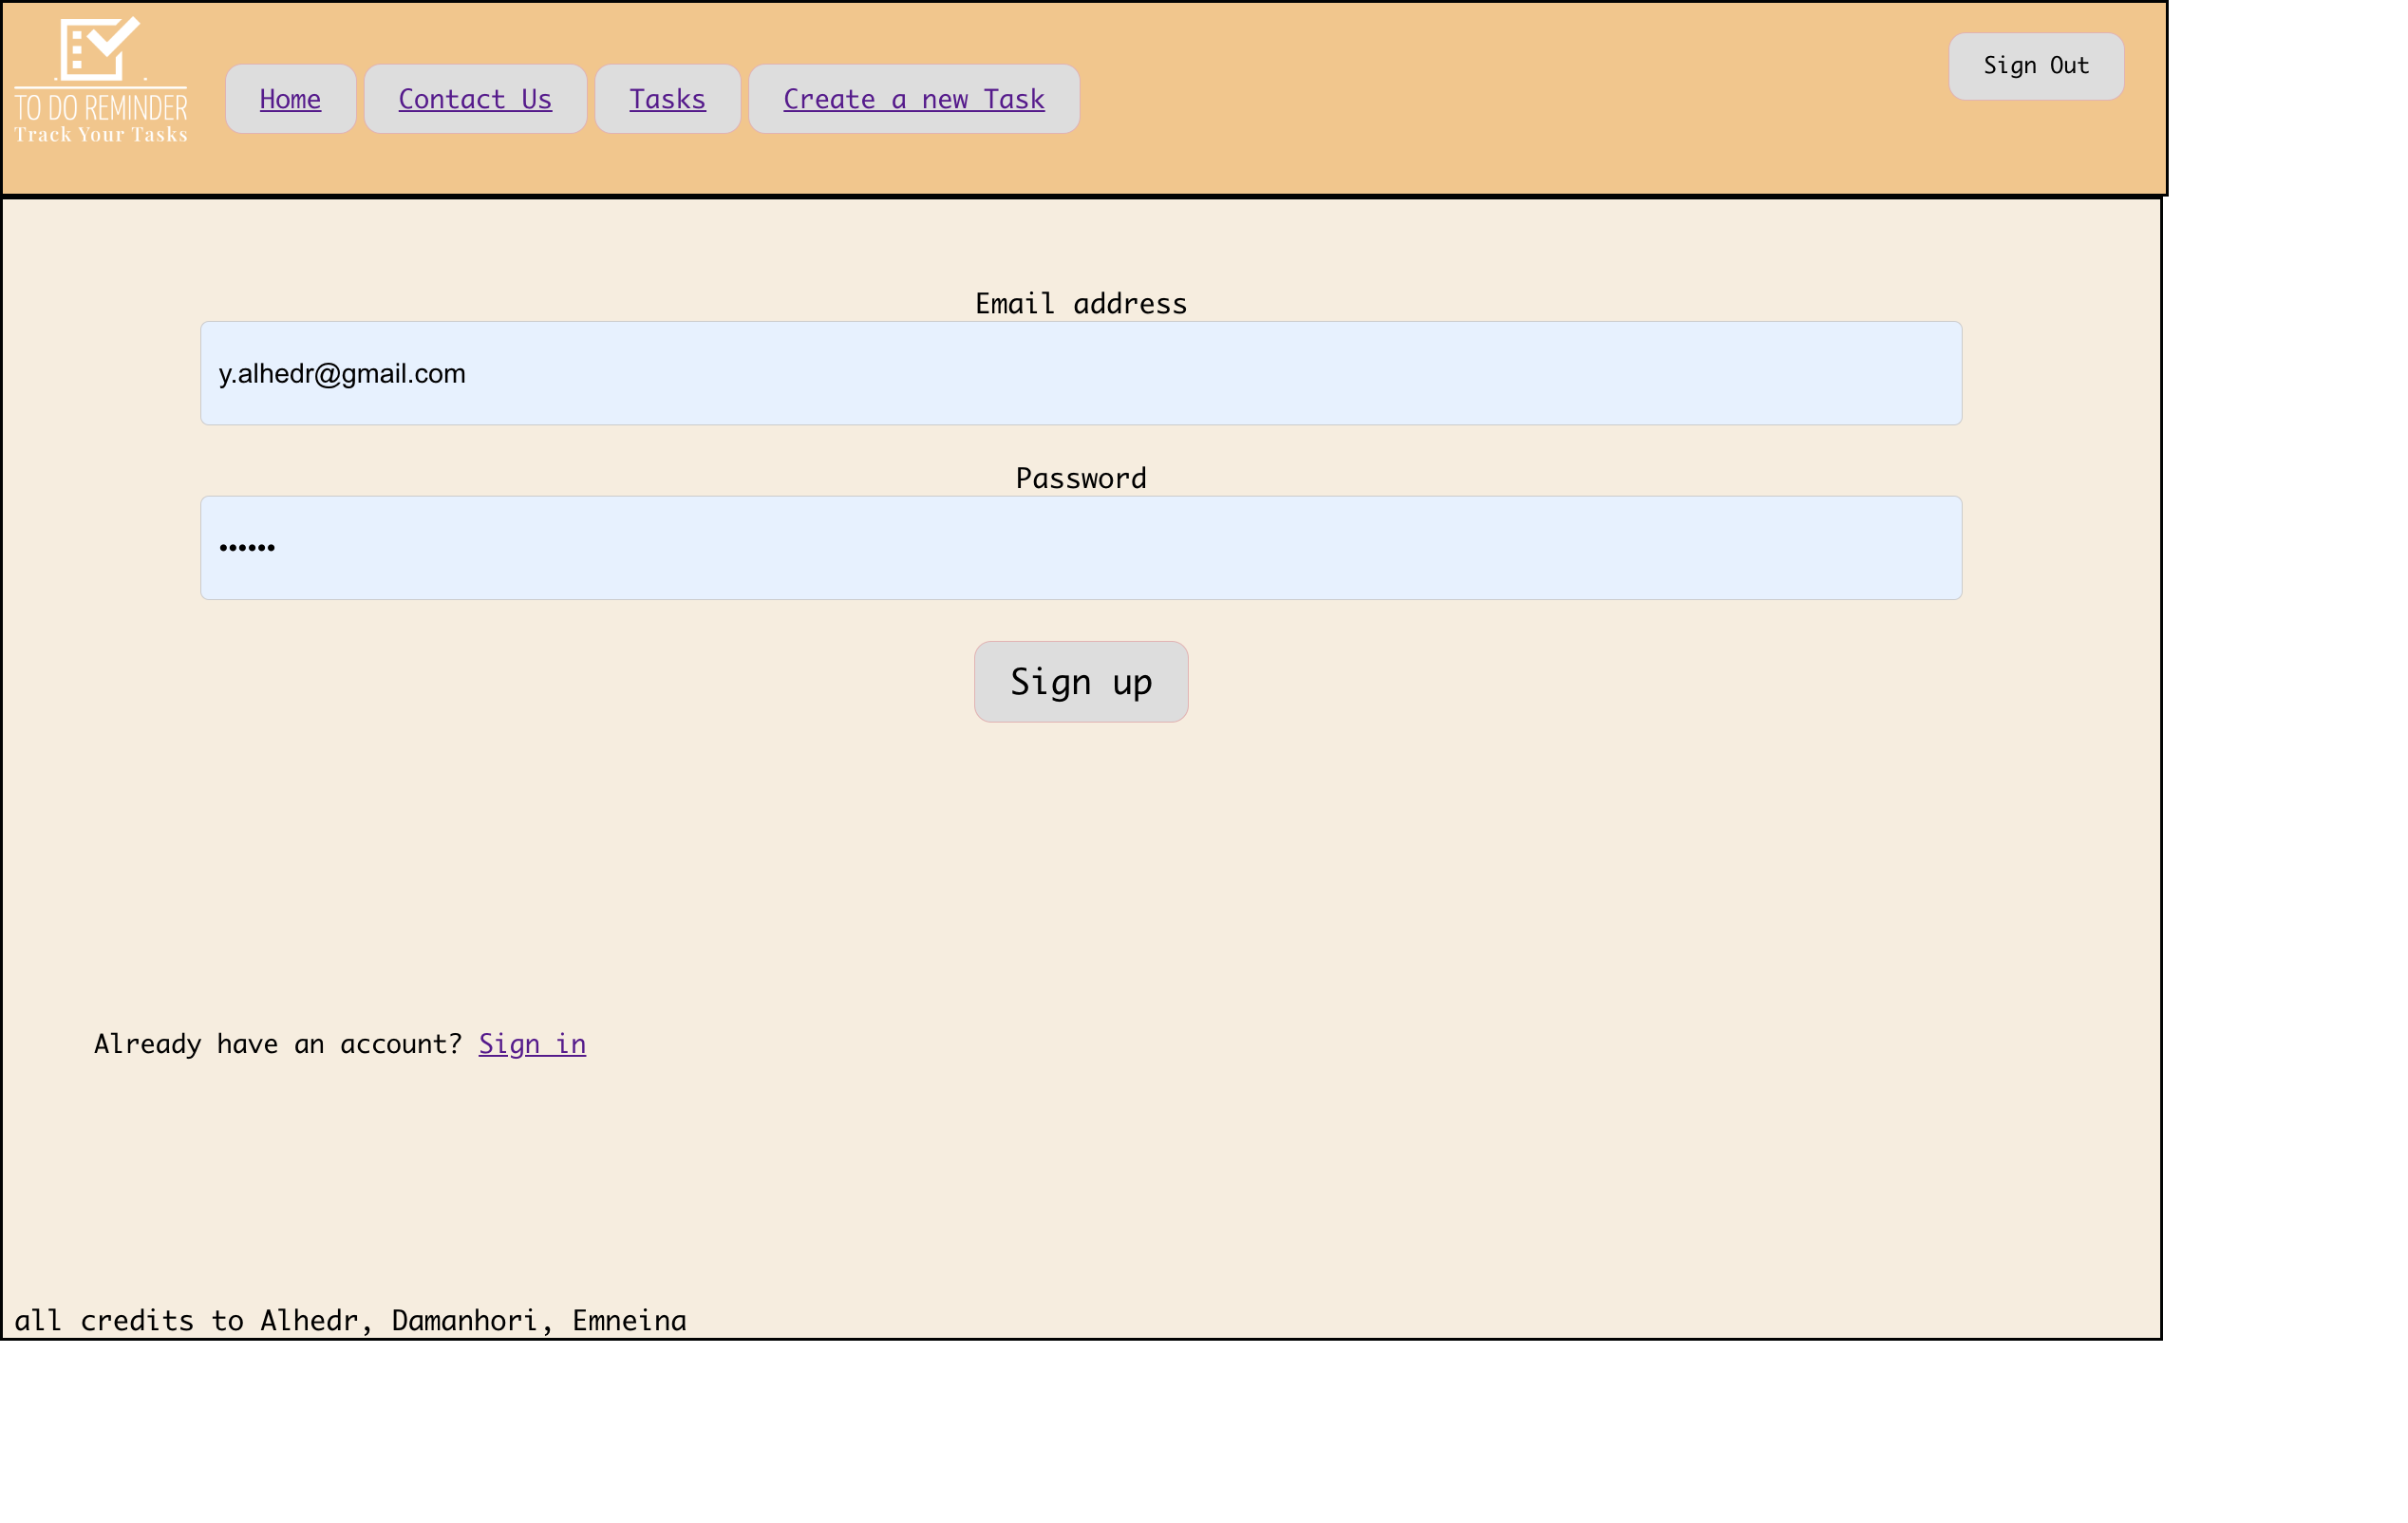 TO DO REMINDER
Track Your Tasks
Home Contact Us Tasks Create a new Task
Sign Out
Email address
y.alhedr@gmail.com
Password
••••••
Sign up
Already have an account? Sign in
all credits to Alhedr, Damanhori, Emneina